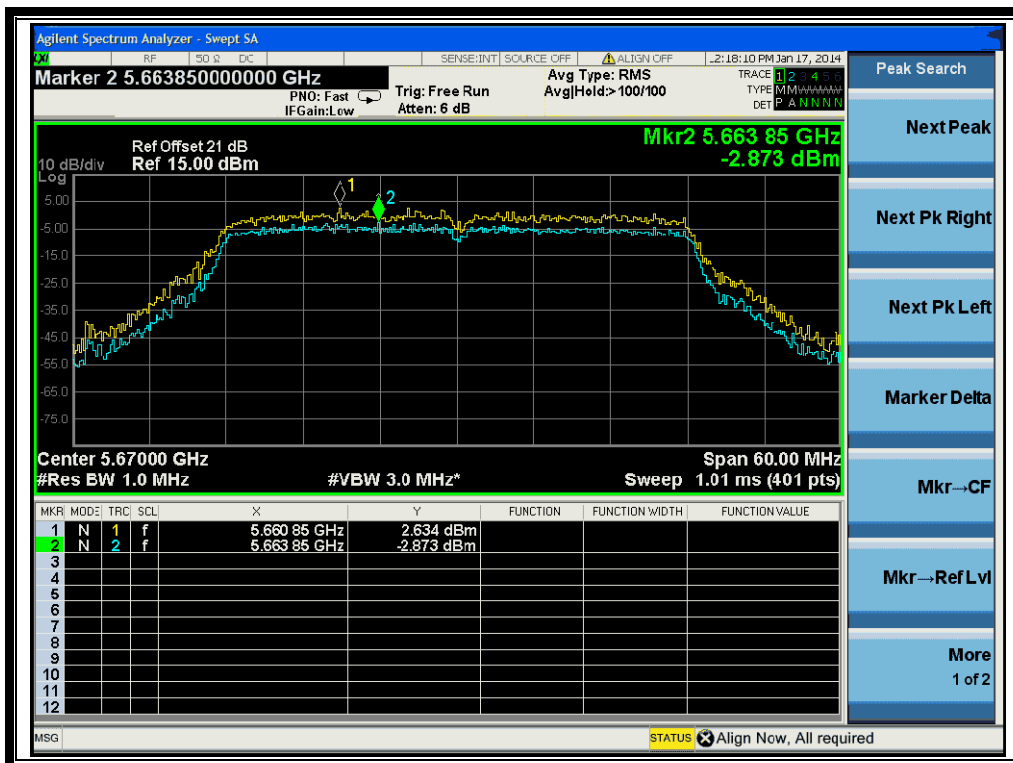 Agilent Spectrum Analyzer - Swept SA
RF 50 Ω DC SENSE:INT SOURCE OFF ALIGN OFF 2:18:10 PM Jan 17, 2014
Marker 2 5.663850000000 GHz
PNO: Fast
IFGain:Low
Trig: Free Run
Atten: 6 dB
Avg Type: RMS
Avg|Hold:>100/100
TRACE 1 2 3 4 5 6
TYPE MMWWWW
DET P A N N N N
Peak Search
Mkr2 5.663 85 GHz
-2.873 dBm
Ref Offset 21 dB
10 dB/div Ref 15.00 dBm
Log
1
2
5.00
-5.00
-15.0
-25.0
-35.0
-45.0
-55.0
-65.0
-75.0
Center 5.67000 GHz Span 60.00 MHz
#Res BW 1.0 MHz #VBW 3.0 MHz* Sweep 1.01 ms (401 pts)
MKR MODE TRC SCL X Y FUNCTION FUNCTION WIDTH FUNCTION VALUE
1 N 1 f 5.660 85 GHz 2.634 dBm
2 N 2 f 5.663 85 GHz -2.873 dBm
3
4
5
6
7
8
9
10
11
12
Next Peak
Next Pk Right
Next Pk Left
Marker Delta
Mkr→CF
Mkr→Ref Lvl
More
1 of 2
MSG STATUS Align Now, All required